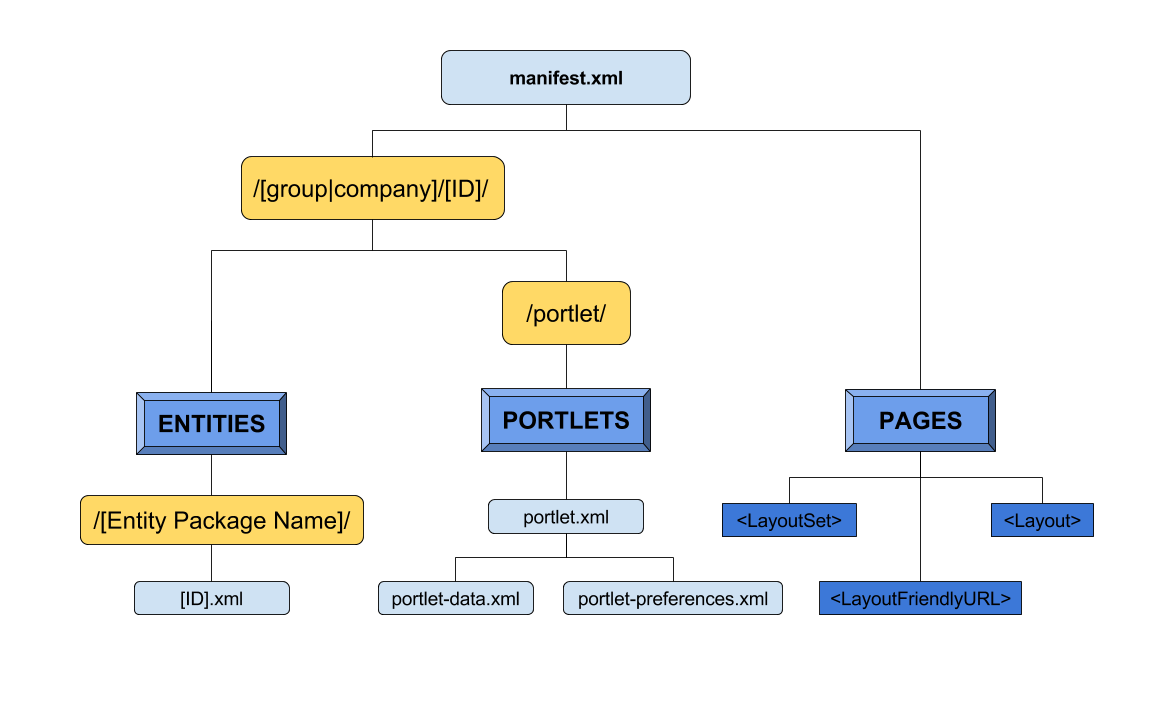 manifest.xml
/[group|company]/[ID]/
/portlet/
ENTITIES
PORTLETS
PAGES
/[Entity Package Name]/
portlet.xml
<LayoutSet>
<Layout>
[ID].xml
portlet-data.xml
portlet-preferences.xml
<LayoutFriendlyURL>